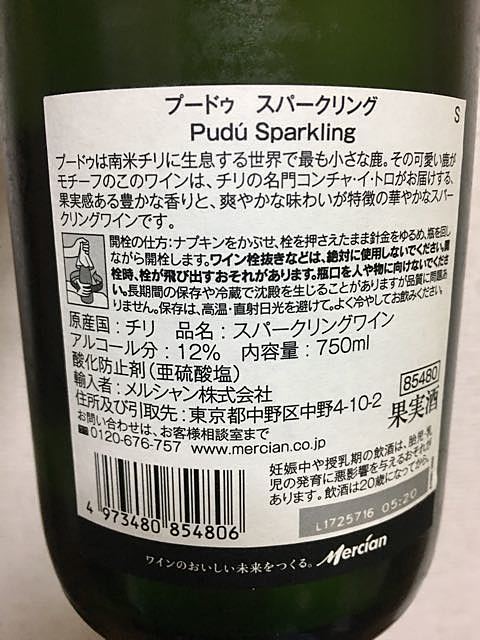 プードゥ スパークリング
Pudú Sparkling
S
プードゥは南米チリに生息する世界で最も小さな鹿。その可愛い鹿が
モチーフのこのワインは、チリの名門コンチャ・イ・トロがお届けする、
果実感ある豊かな香りと、爽やかな味わいが特徴の華やかなスパー
クリングワインです。
開栓の仕方：ナプキンをかぶせ、栓を押さえたまま針金をゆるめ、瓶を回し
ながら開栓します。ワイン栓抜きなどは、絶対に使用しないでください。開
栓時、栓が飛び出すおそれがあります。瓶口を人や物に向けないでください。
長期間の保存や冷蔵で沈殿を生じることがありますが品質に問題あ
りません。保存は、高温・直射日光を避けて。よく冷やしてお飲みください。
原産国：チリ 品名：スパークリングワイン
アルコール分：12% 内容量：750ml
酸化防止剤（亜硫酸塩）
輸入者：メルシャン株式会社
住所及び引取先：東京都中野区中野4-10-2
お問い合わせは、お客様相談室まで
0120-676-757 www.mercian.co.jp
85480
果実酒
妊娠中や授乳期の飲酒は、胎児・乳
児の発育に悪影響を与えるおそれが
あります。飲酒は20歳になってから。
4 973480 854806
L1725716 05:20
ワインのおいしい未来をつくる。 Mercian